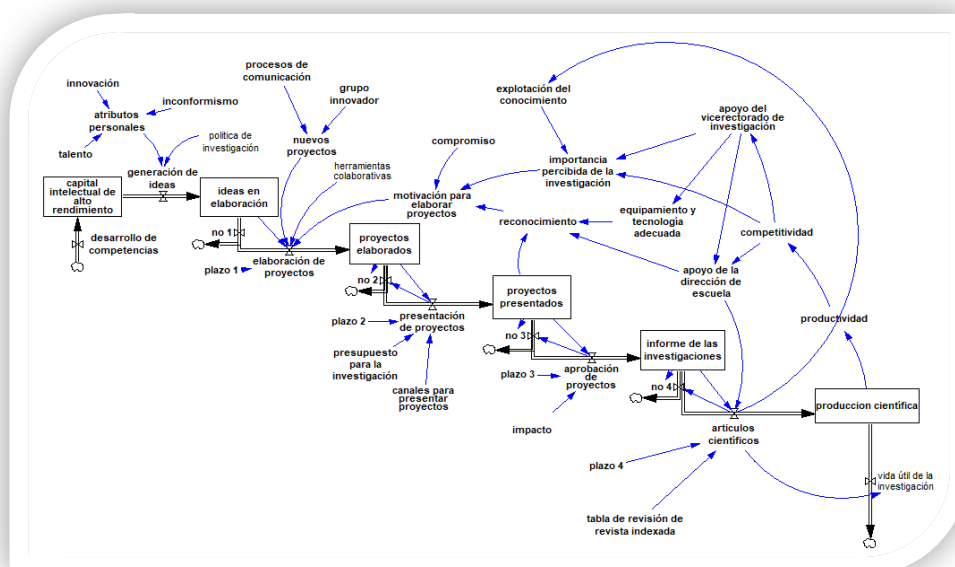 procesos de
comunicación
innovación
inconformismo
grupo
innovador
explotación del
conocimiento
apoyo del
vicerectorado de
investigación
atributos
personales
talento
politica de
investigación
nuevos
proyectos
compromiso
herramientas
colaborativas
importancia
percibida de la
investigación
generación de
ideas
capital
intelectual de
alto
rendimiento
ideas en
elaboración
motivación para
elaborar
proyectos
reconocimiento
equipamiento y
tecnología
adecuada
competitividad
desarrollo de
competencias
no 1
proyectos
elaborados
plazo 1
elaboración de
proyectos
no 2
apoyo de la
dirección de
escuela
proyectos
presentados
plazo 2
presentación
de proyectos
productividad
presupuesto
para la
investigación
canales para
presentar
proyectos
no 3
plazo 3
aprobación
de
proyectos
informe de las
investigaciones
no 4
impacto
produccion científica
artículos
científicos
plazo 4
vida útil de la
investigación
tabla de revisión de
revista indexada